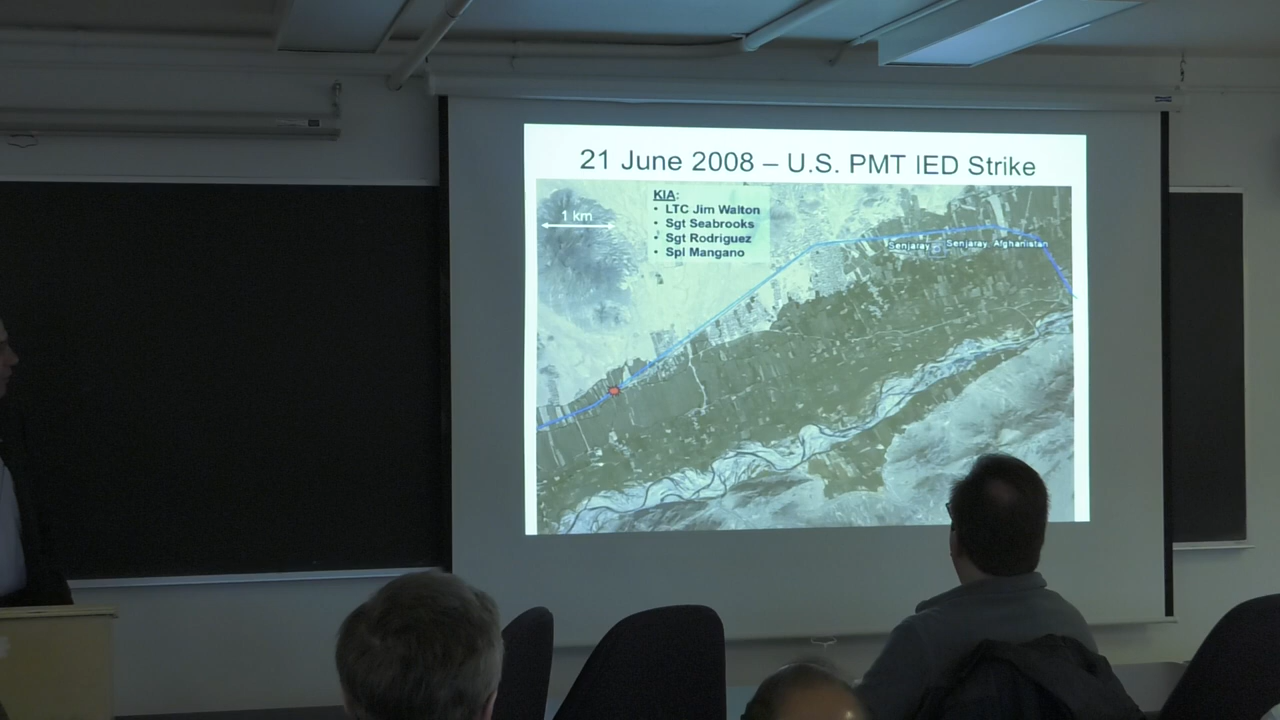 21 June 2008 – U.S. PMT IED Strike
KIA:
• LTC Jim Walton
• Sgt Seabrooks
• Sgt Rodriguez
• Spl Mangano
1 km
Senjaray
Senjaray, Afghanistan